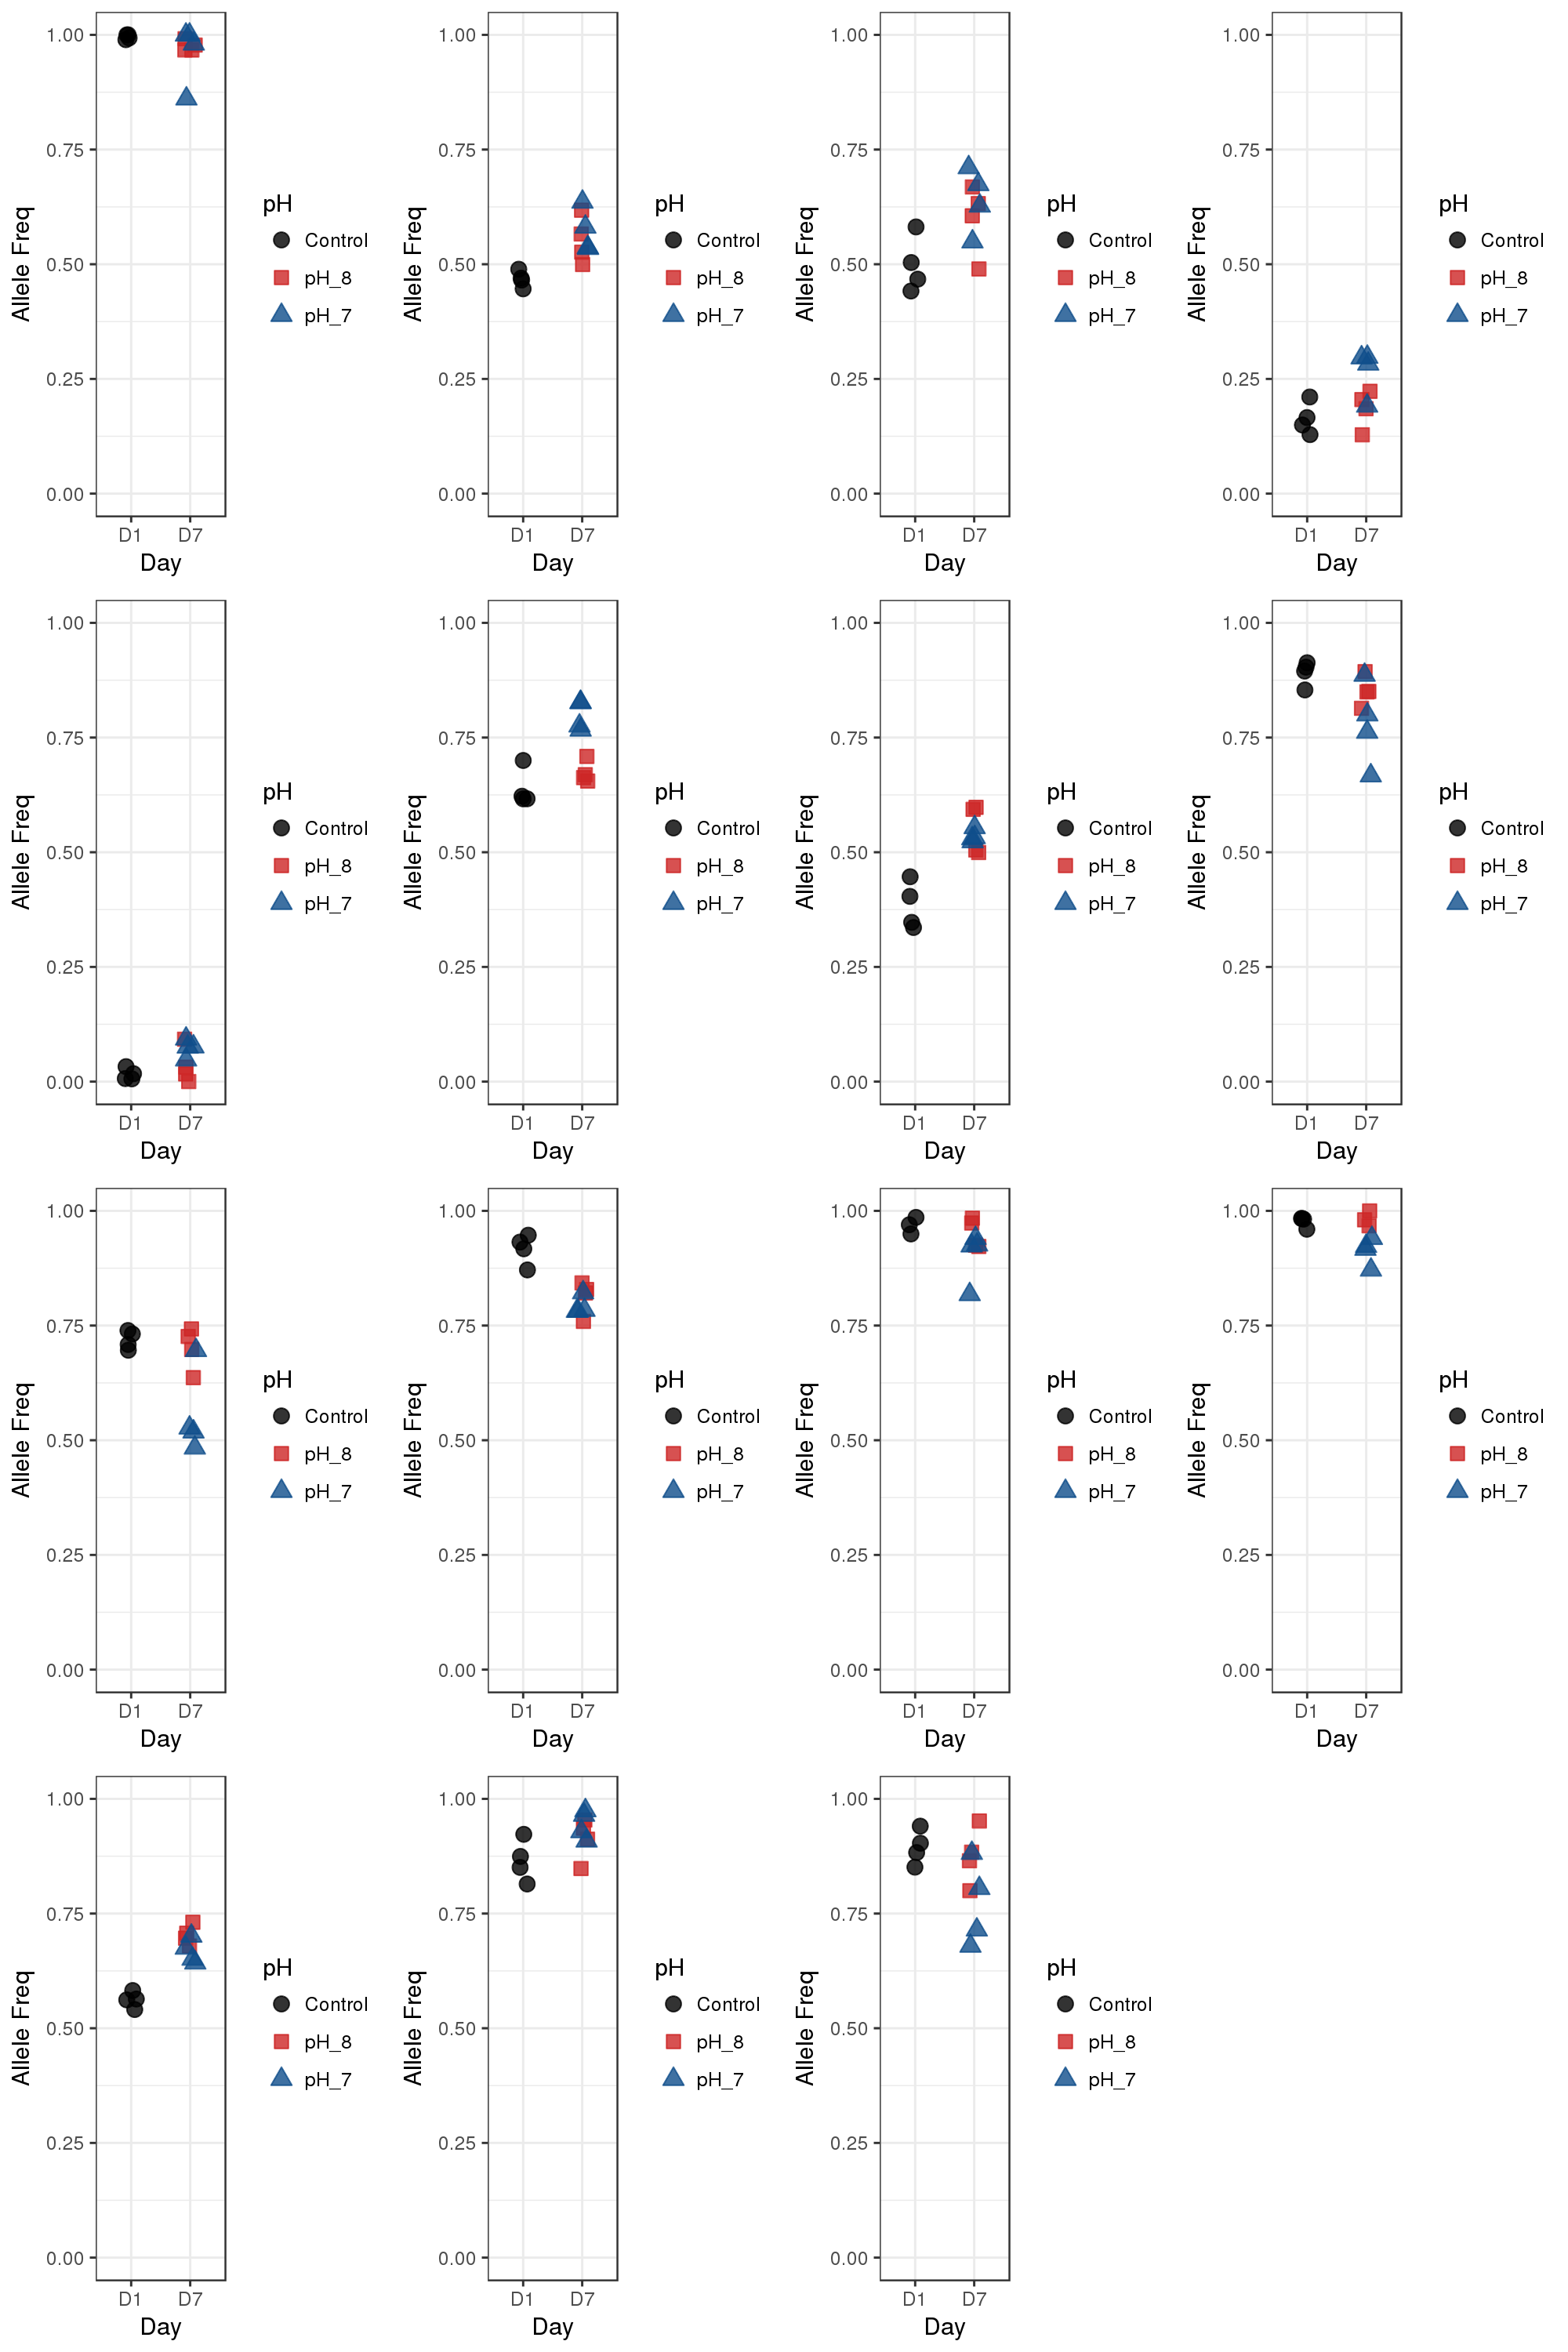 1.00
0.75
0.50
0.25
0.00
Allele Freq
D1 D7
Day
pH
Control
pH_8
pH_7
1.00
0.75
0.50
0.25
0.00
Allele Freq
D1 D7
Day
pH
Control
pH_8
pH_7
1.00
0.75
0.50
0.25
0.00
Allele Freq
D1 D7
Day
pH
Control
pH_8
pH_7
1.00
0.75
0.50
0.25
0.00
Allele Freq
D1 D7
Day
pH
Control
pH_8
pH_7
1.00
0.75
0.50
0.25
0.00
Allele Freq
D1 D7
Day
pH
Control
pH_8
pH_7
1.00
0.75
0.50
0.25
0.00
Allele Freq
D1 D7
Day
pH
Control
pH_8
pH_7
1.00
0.75
0.50
0.25
0.00
Allele Freq
D1 D7
Day
pH
Control
pH_8
pH_7
1.00
0.75
0.50
0.25
0.00
Allele Freq
D1 D7
Day
pH
Control
pH_8
pH_7
1.00
0.75
0.50
0.25
0.00
Allele Freq
D1 D7
Day
pH
Control
pH_8
pH_7
1.00
0.75
0.50
0.25
0.00
Allele Freq
D1 D7
Day
pH
Control
pH_8
pH_7
1.00
0.75
0.50
0.25
0.00
Allele Freq
D1 D7
Day
pH
Control
pH_8
pH_7
1.00
0.75
0.50
0.25
0.00
Allele Freq
D1 D7
Day
pH
Control
pH_8
pH_7
1.00
0.75
0.50
0.25
0.00
Allele Freq
D1 D7
Day
pH
Control
pH_8
pH_7
1.00
0.75
0.50
0.25
0.00
Allele Freq
D1 D7
Day
pH
Control
pH_8
pH_7
1.00
0.75
0.50
0.25
0.00
Allele Freq
D1 D7
Day
pH
Control
pH_8
pH_7